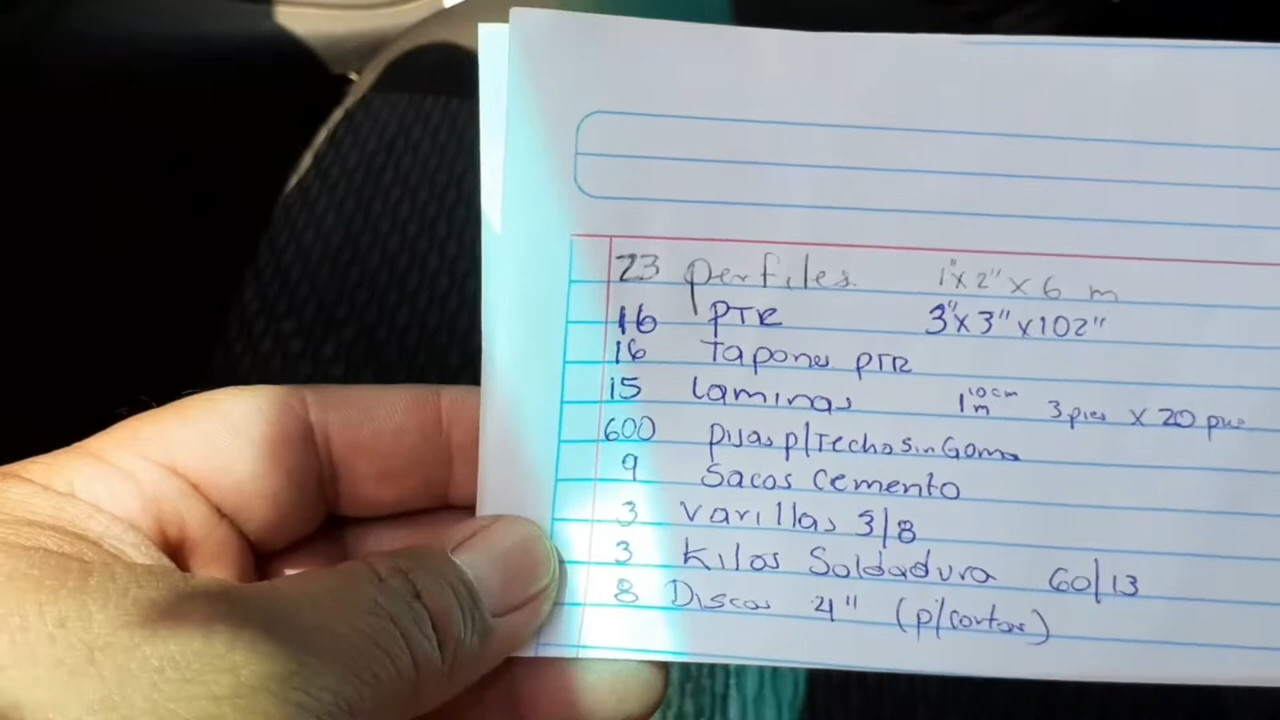 23 perfiles 1"x2"x6 m
16 PTR 3"x3"x102"
16 Tapones PTR
15 Laminas 1m 10cm 3 pies x 20 pies
600 Pijas p/Techo sin Goma
9 Sacos Cemento
3 Varillas 3/8
3 Kilos Soldadura 60/13
8 Discos 4" (p/cortar)